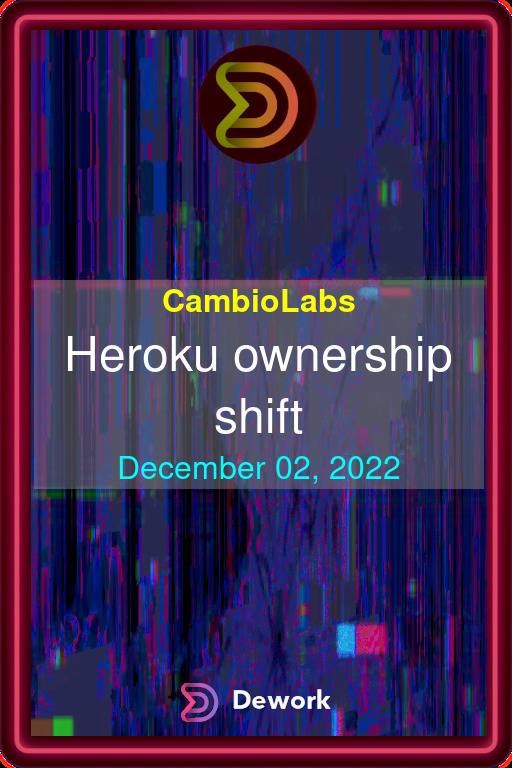 CambioLabs
Heroku ownership
shift
December 02, 2022
Dework